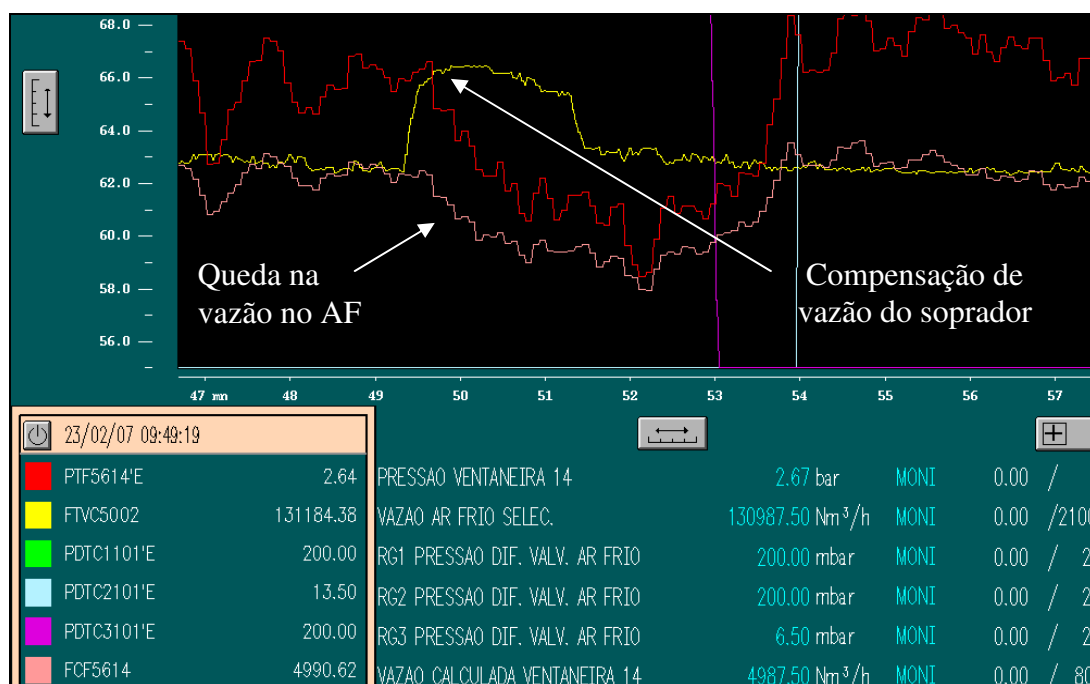 68.0
66.0
64.0
62.0
60.0
58.0
56.0
Queda na
vazão no AF
Compensação de
vazão do soprador
47 mn 48 49 50 51 52 53 54 55 56 57
23/02/07 09:49:19
PTF5614'E 2.64 PRESSAO VENTANEIRA 14 2.67 bar MONI 0.00 /
FTVC5002 131184.38 VAZAO AR FRIO SELEC. 130987.50 Nm³/h MONI 0.00 /2100
PDTC1101'E 200.00 RG1 PRESSAO DIF. VALV. AR FRIO 200.00 mbar MONI 0.00 / 2
PDTC2101'E 13.50 RG2 PRESSAO DIF. VALV. AR FRIO 200.00 mbar MONI 0.00 / 2
PDTC3101'E 200.00 RG3 PRESSAO DIF. VALV. AR FRIO 6.50 mbar MONI 0.00 / 2
FCF5614 4990.62 VAZAO CALCULADA VENTANEIRA 14 4987.50 Nm³/h MONI 0.00 / 80